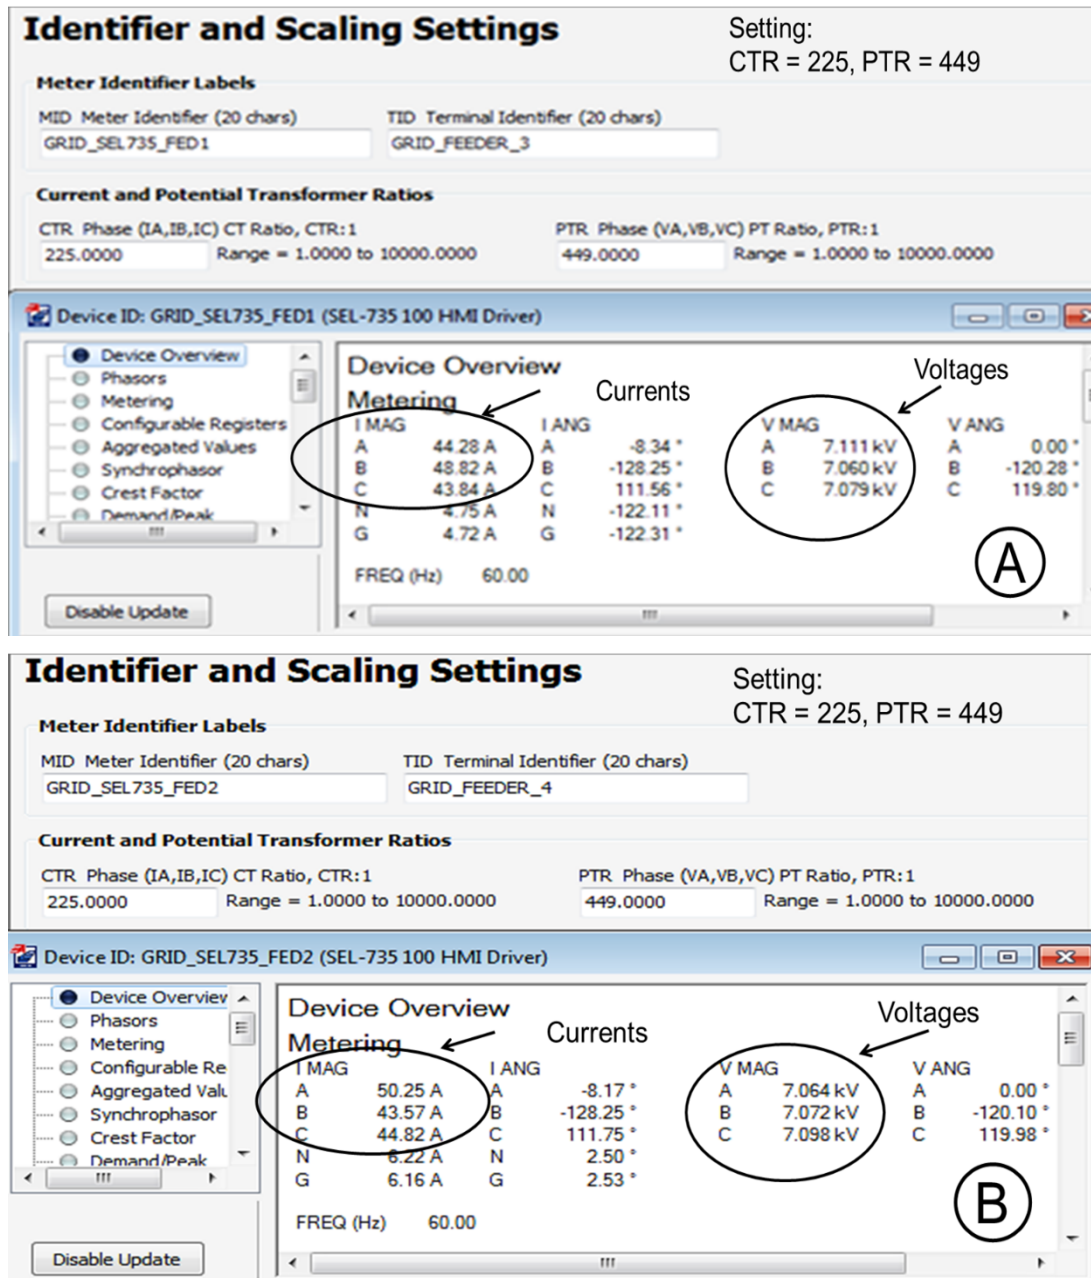 Identifier and Scaling Settings
Setting:
CTR = 225, PTR = 449
Meter Identifier Labels
MID Meter Identifier (20 chars) TID Terminal Identifier (20 chars)
GRID_SEL735_FED1 GRID_FEEDER_3
Current and Potential Transformer Ratios
CTR Phase (IA,IB,IC) CT Ratio, CTR:1 PTR Phase (VA,VB,VC) PT Ratio, PTR:1
225.0000 Range = 1.0000 to 10000.0000 449.0000 Range = 1.0000 to 10000.0000
Device ID: GRID_SEL735_FED1 (SEL-735 100 HMI Driver)
Device Overview
Phasors
Metering
Configurable Registers
Aggregated Values
Synchrophasor
Crest Factor
Demand/Peak
Disable Update
Device Overview
Metering
Currents
Voltages
I MAG I ANG V MAG V ANG
A 44.28 A A -8.34 ° A 7.111 kV A 0.00 °
B 48.82 A B -128.25 ° B 7.060 kV B -120.28 °
C 43.84 A C 111.56 ° C 7.079 kV C 119.80 °
N 4.75 A N -122.11 °
G 4.72 A G -122.31 °
FREQ (Hz) 60.00
A
Identifier and Scaling Settings
Setting:
CTR = 225, PTR = 449
Meter Identifier Labels
MID Meter Identifier (20 chars) TID Terminal Identifier (20 chars)
GRID_SEL735_FED2 GRID_FEEDER_4
Current and Potential Transformer Ratios
CTR Phase (IA,IB,IC) CT Ratio, CTR:1 PTR Phase (VA,VB,VC) PT Ratio, PTR:1
225.0000 Range = 1.0000 to 10000.0000 449.0000 Range = 1.0000 to 10000.0000
Device ID: GRID_SEL735_FED2 (SEL-735 100 HMI Driver)
Device Overview
Phasors
Metering
Configurable Re
Aggregated Valu
Synchrophasor
Crest Factor
Demand/Peak
Disable Update
Device Overview
Metering
Currents
Voltages
I MAG I ANG V MAG V ANG
A 50.25 A A -8.17 ° A 7.064 kV A 0.00 °
B 43.57 A B -128.25 ° B 7.072 kV B -120.10 °
C 44.82 A C 111.75 ° C 7.098 kV C 119.98 °
N 6.22 A N 2.50 °
G 6.16 A G 2.53 °
FREQ (Hz) 60.00
B